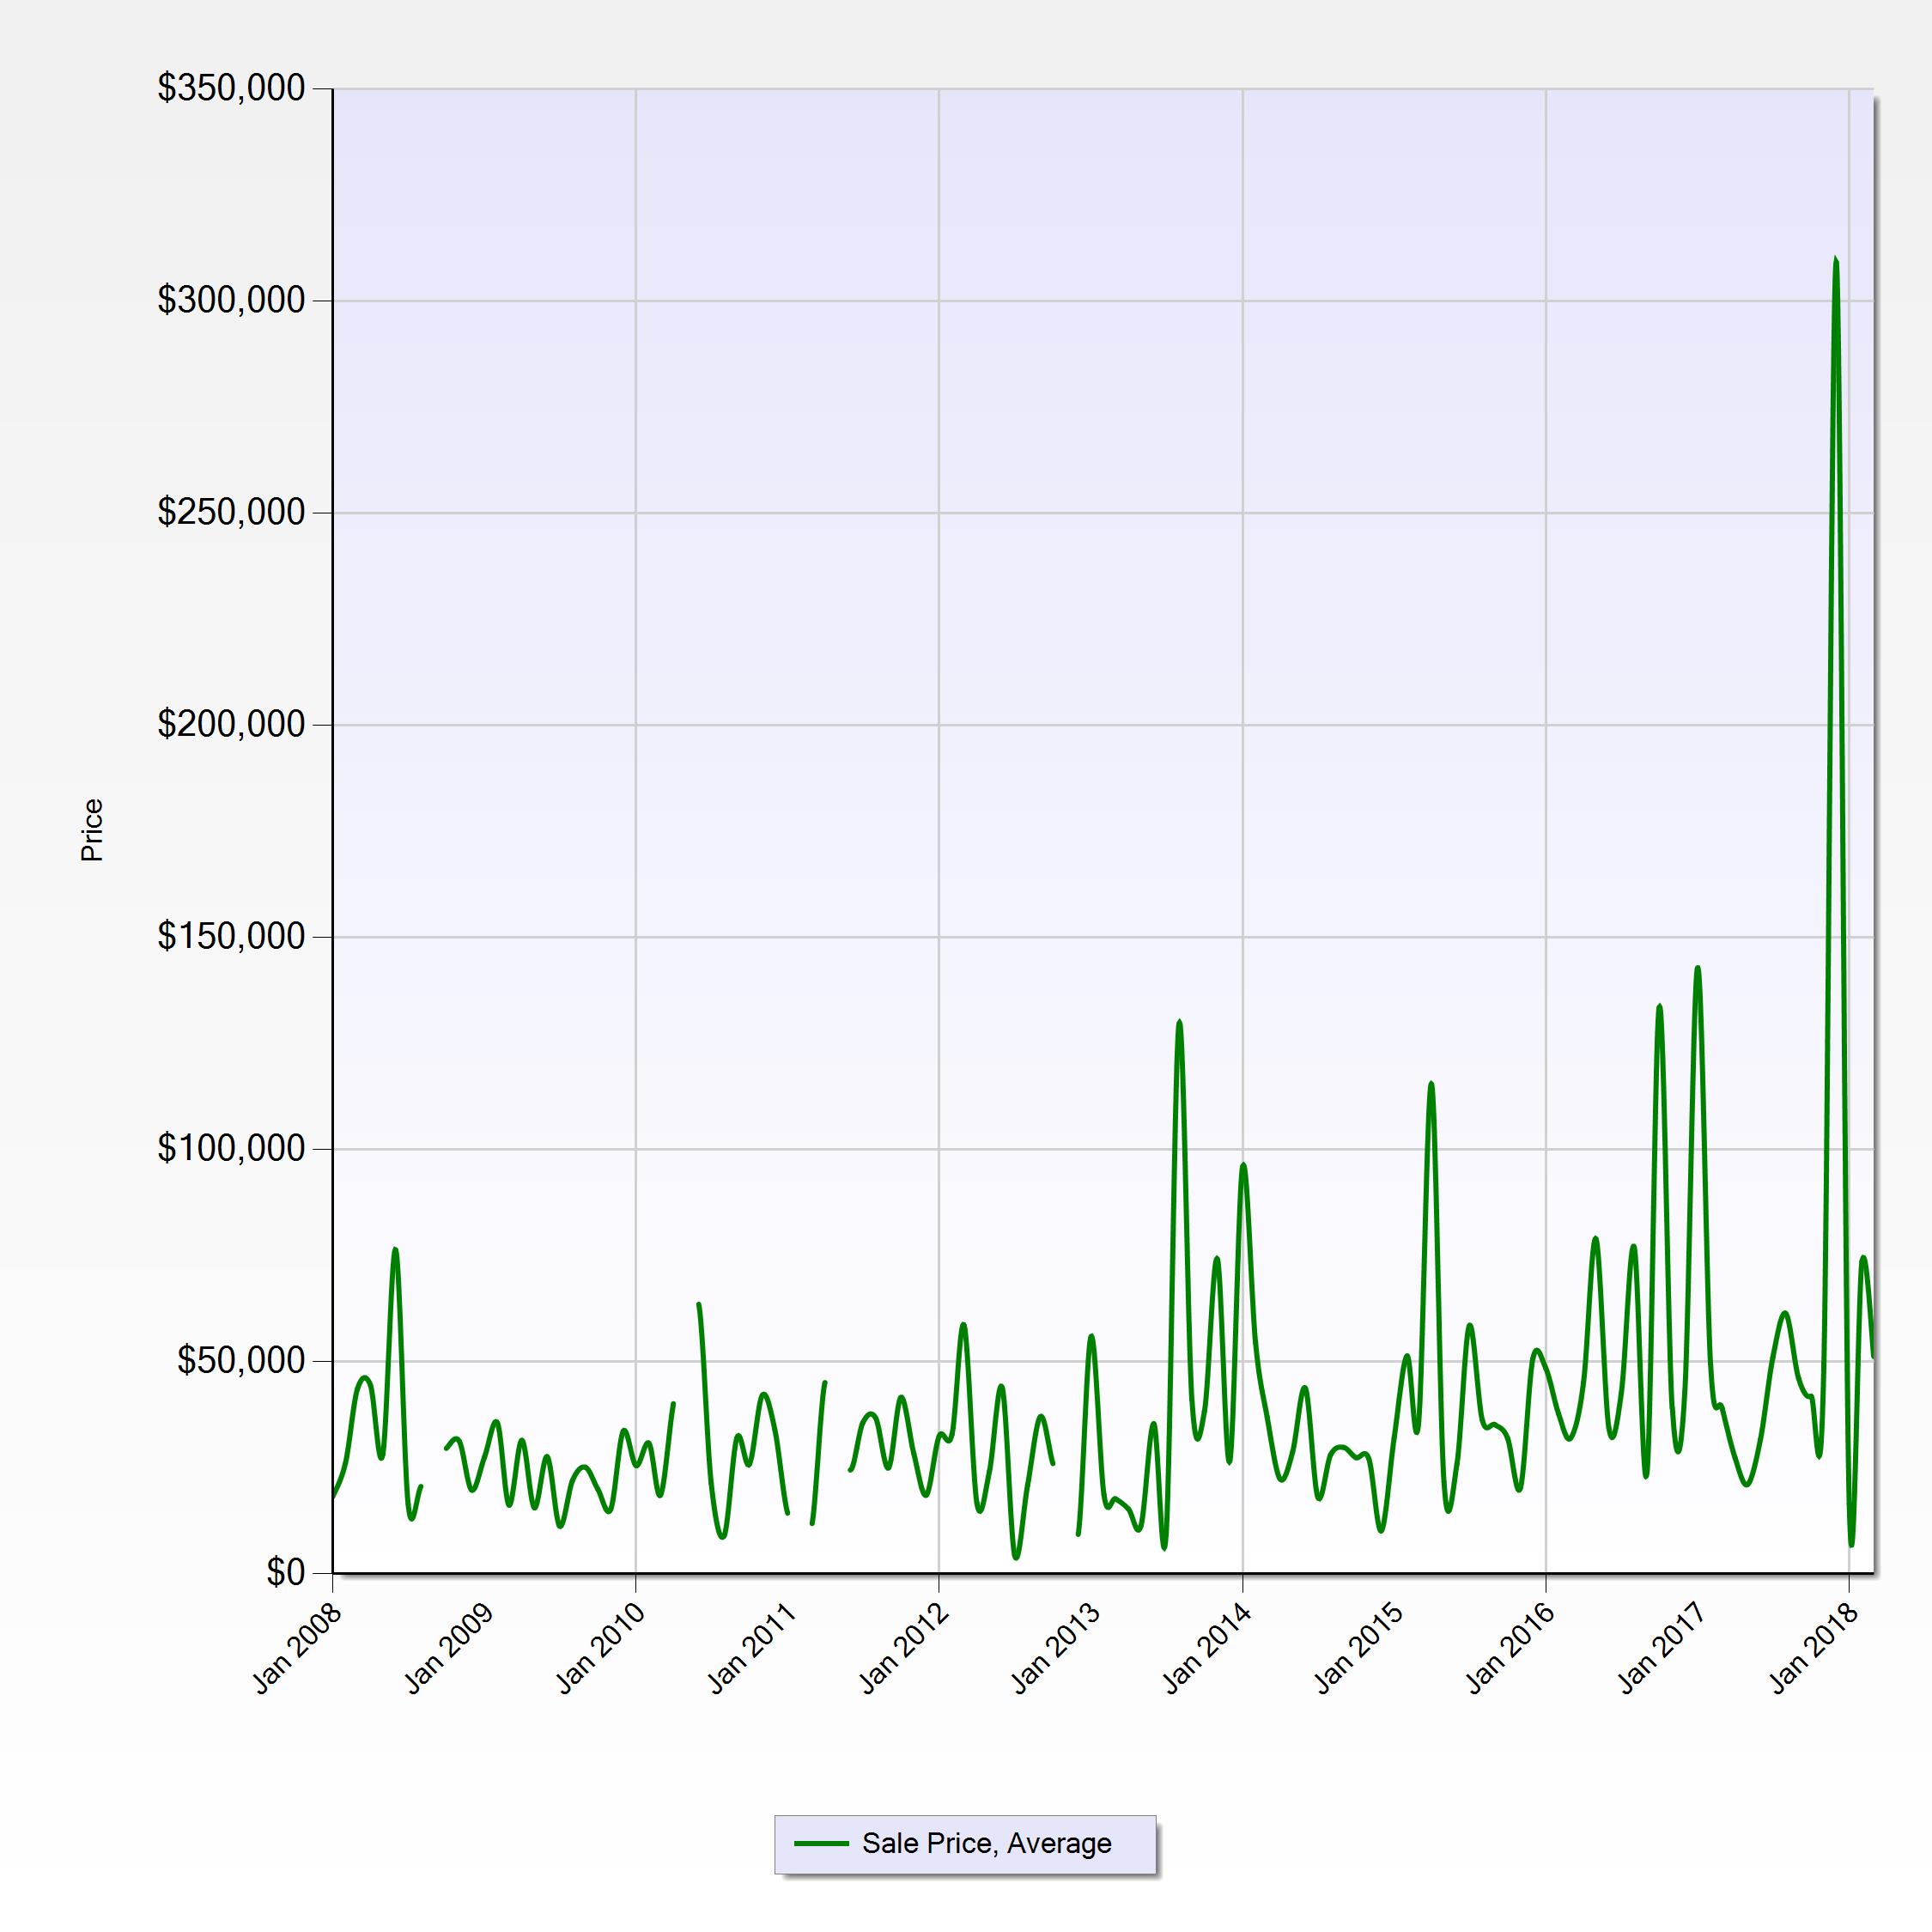 $350,000
$300,000
$250,000
$200,000
$150,000
$100,000
$50,000
$0
Price
Jan 2008
Jan 2009
Jan 2010
Jan 2011
Jan 2012
Jan 2013
Jan 2014
Jan 2015
Jan 2016
Jan 2017
Jan 2018
Sale Price, Average